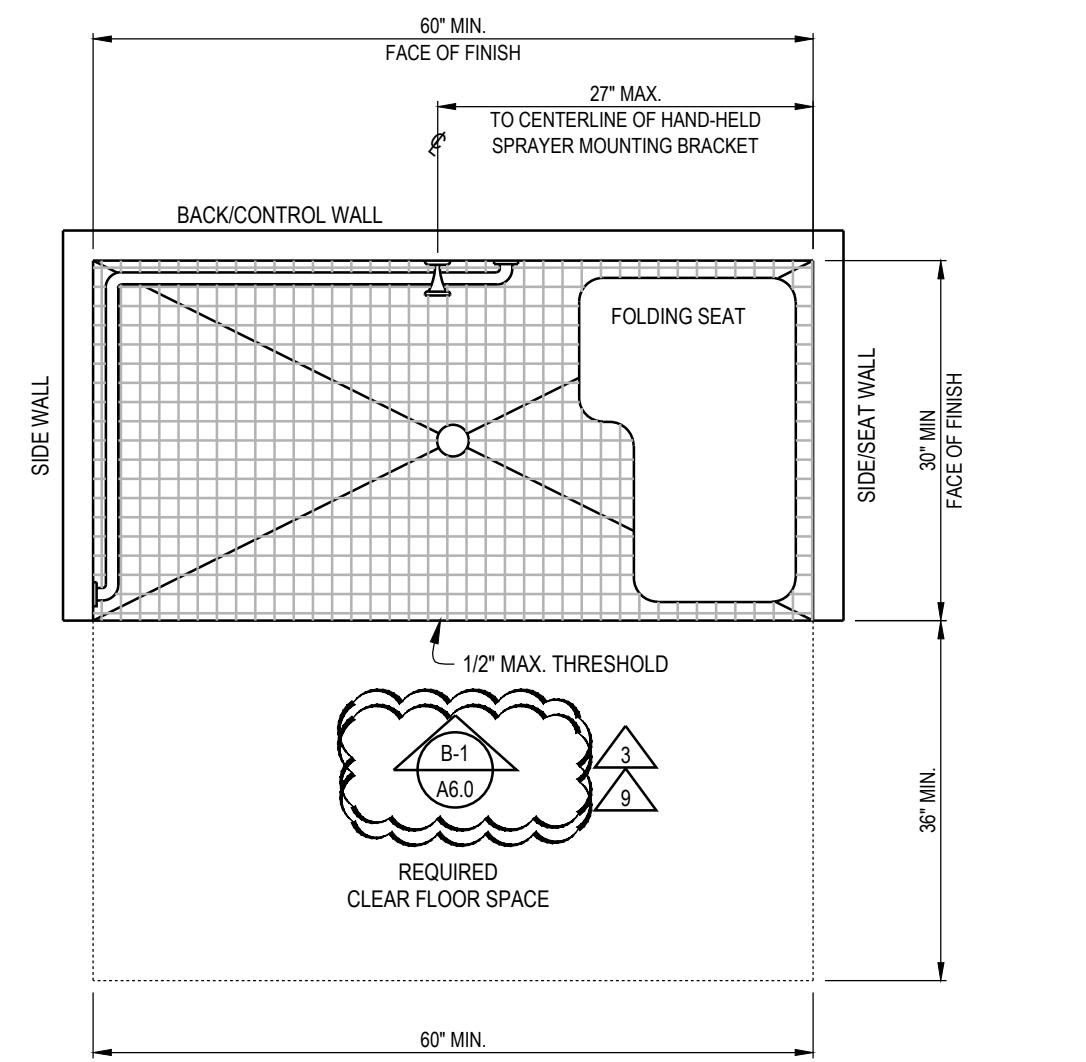 60" MIN.
FACE OF FINISH
27" MAX.
TO CENTERLINE OF HAND-HELD
SPRAYER MOUNTING BRACKET
℄
BACK/CONTROL WALL
FOLDING SEAT
SIDE WALL
SIDE/SEAT WALL
30" MIN
FACE OF FINISH
1/2" MAX. THRESHOLD
B-1
A6.0
3
9
36" MIN.
REQUIRED
CLEAR FLOOR SPACE
60" MIN.